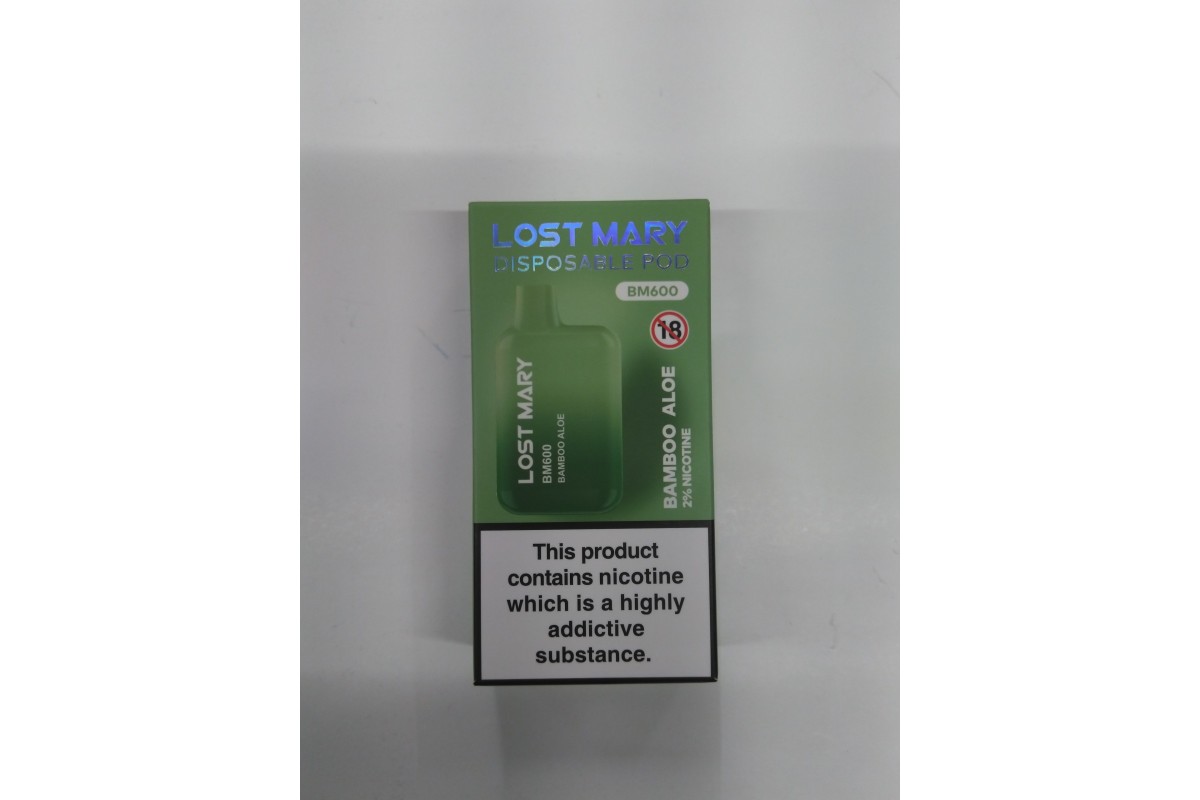 LOST MARY
DISPOSABLE POD
BM600
18
LOST MARY
BM600
BAMBOO ALOE
BAMBOO ALOE
2% NICOTINE
This product
contains nicotine
which is a highly
addictive
substance.